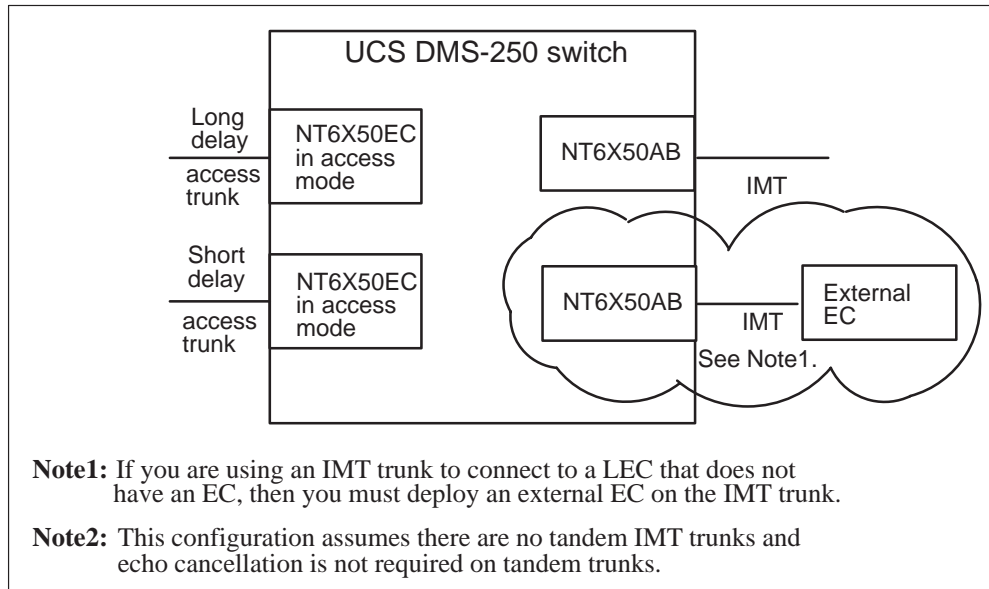 UCS DMS-250 switch
Long
delay
access
trunk
NT6X50EC
in access
mode
NT6X50AB
IMT
Short
delay
access
trunk
NT6X50EC
in access
mode
NT6X50AB
IMT
See Note1.
External
EC
Note1: If you are using an IMT trunk to connect to a LEC that does not
have an EC, then you must deploy an external EC on the IMT trunk.
Note2: This configuration assumes there are no tandem IMT trunks and
echo cancellation is not required on tandem trunks.